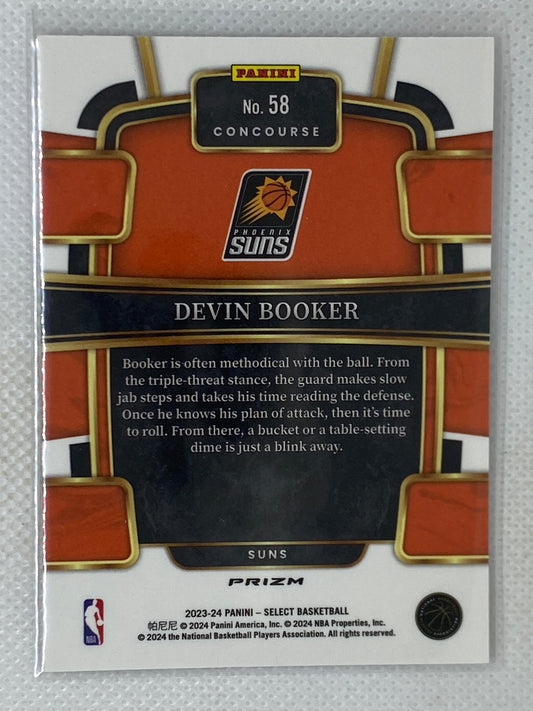 PANINI
No. 58
CONCOURSE
PHOENIX
SUNS
DEVIN BOOKER
Booker is often methodical with the ball. From
the triple-threat stance, the guard makes slow
jab steps and takes his time reading the defense.
Once he knows his plan of attack, then it's time
to roll. From there, a bucket or a table-setting
dime is just a blink away.
SUNS
PRIZM
2023-24 PANINI – SELECT BASKETBALL
帕尼尼 © 2024 Panini America, Inc. © 2024 NBA Properties, Inc.
© 2024 the National Basketball Players Association. All rights reserved.
NBA